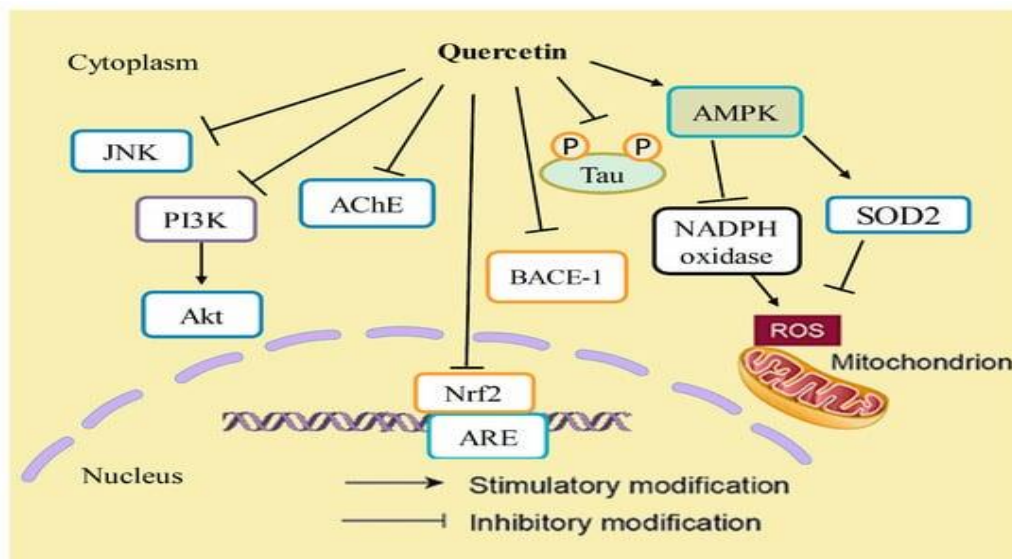 Quercetin
Cytoplasm
AMPK
P
P
Tau
JNK
AChE
PI3K
SOD2
NADPH
oxidase
BACE-1
Akt
ROS
Mitochondrion
Nrf2
ARE
Nucleus
Stimulatory modification
Inhibitory modification